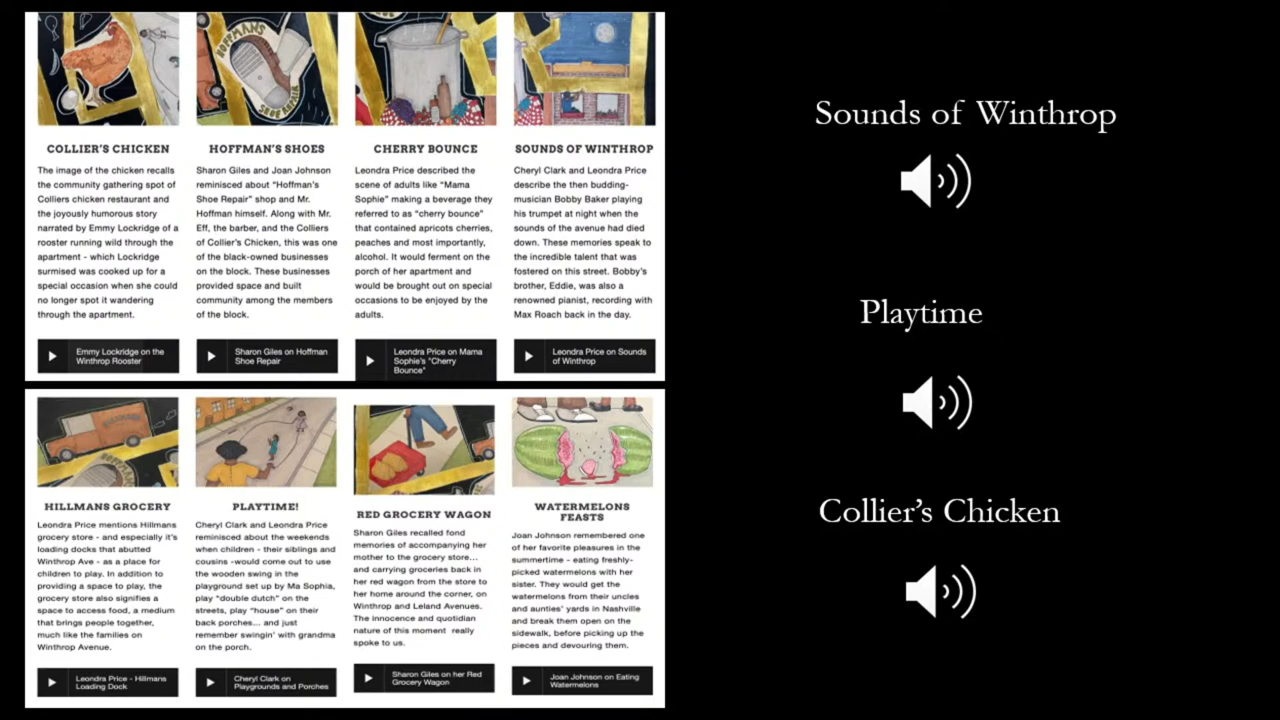 HOFFMANS
SHOE REPAIR
COLLIER'S CHICKEN
The image of the chicken recalls
the community gathering spot of
Colliers chicken restaurant and
the joyously humorous story
narrated by Emmy Lockridge of a
rooster running wild through the
apartment - which Lockridge
surmised was cooked up for a
special occasion when she could
no longer spot it wandering
through the apartment.
Emmy Lockridge on the
Winthrop Rooster
HOFFMAN'S SHOES
Sharon Giles and Joan Johnson
reminisced about "Hoffman's
Shoe Repair" shop and Mr.
Hoffman himself. Along with Mr.
Eff, the barber, and the Colliers
of Collier's Chicken, this was one
of the black-owned businesses
on the block. These businesses
provided space and built
community among the members
of the block.
Sharon Giles on Hoffman
Shoe Repair
CHERRY BOUNCE
Leondra Price described the
scene of adults like "Mama
Sophie" making a beverage they
referred to as "cherry bounce"
that contained apricots cherries,
peaches and most importantly,
alcohol. It would ferment on the
porch of her apartment and
would be brought out on special
occasions to be enjoyed by the
adults.
Leondra Price on Mama
Sophie's "Cherry
Bounce"
SOUNDS OF WINTHROP
Cheryl Clark and Leondra Price
describe the then budding-
musician Bobby Baker playing
his trumpet at night when the
sounds of the avenue had died
down. These memories speak to
the incredible talent that was
fostered on this street. Bobby's
brother, Eddie, was also a
renowned pianist, recording with
Max Roach back in the day.
Leondra Price on Sounds
of Winthrop
HOFFMANS
HILLMANS GROCERY
Leondra Price mentions Hillmans
grocery store - and especially it's
loading docks that abutted
Winthrop Ave - as a place for
children to play. In addition to
providing a space to play, the
grocery store also signifies a
space to access food, a medium
that brings people together,
much like the families on
Winthrop Avenue.
Leondra Price - Hillmans
Loading Dock
PLAYTIME!
Cheryl Clark and Leondra Price
reminisced about the weekends
when children - their siblings and
cousins -would come out to use
the wooden swing in the
playground set up by Ma Sophia,
play "double dutch" on the
streets, play "house" on their
back porches... and just
remember swingin' with grandma
on the porch.
Cheryl Clark on
Playgrounds and Porches
RED GROCERY WAGON
Sharon Giles recalled fond
memories of accompanying her
mother to the grocery store...
and carrying groceries back in
her red wagon from the store to
her home around the corner, on
Winthrop and Leland Avenues.
The innocence and quotidian
nature of this moment really
spoke to us.
Sharon Giles on her Red
Grocery Wagon
WATERMELONS
FEASTS
Joan Johnson remembered one
of her favorite pleasures in the
summertime - eating freshly-
picked watermelons with her
sister. They would get the
watermelons from their uncles
and aunties' yards in Nashville
and break them open on the
sidewalk, before picking up the
pieces and devouring them.
Joan Johnson on Eating
Watermelons
Sounds of Winthrop
Playtime
Collier's Chicken